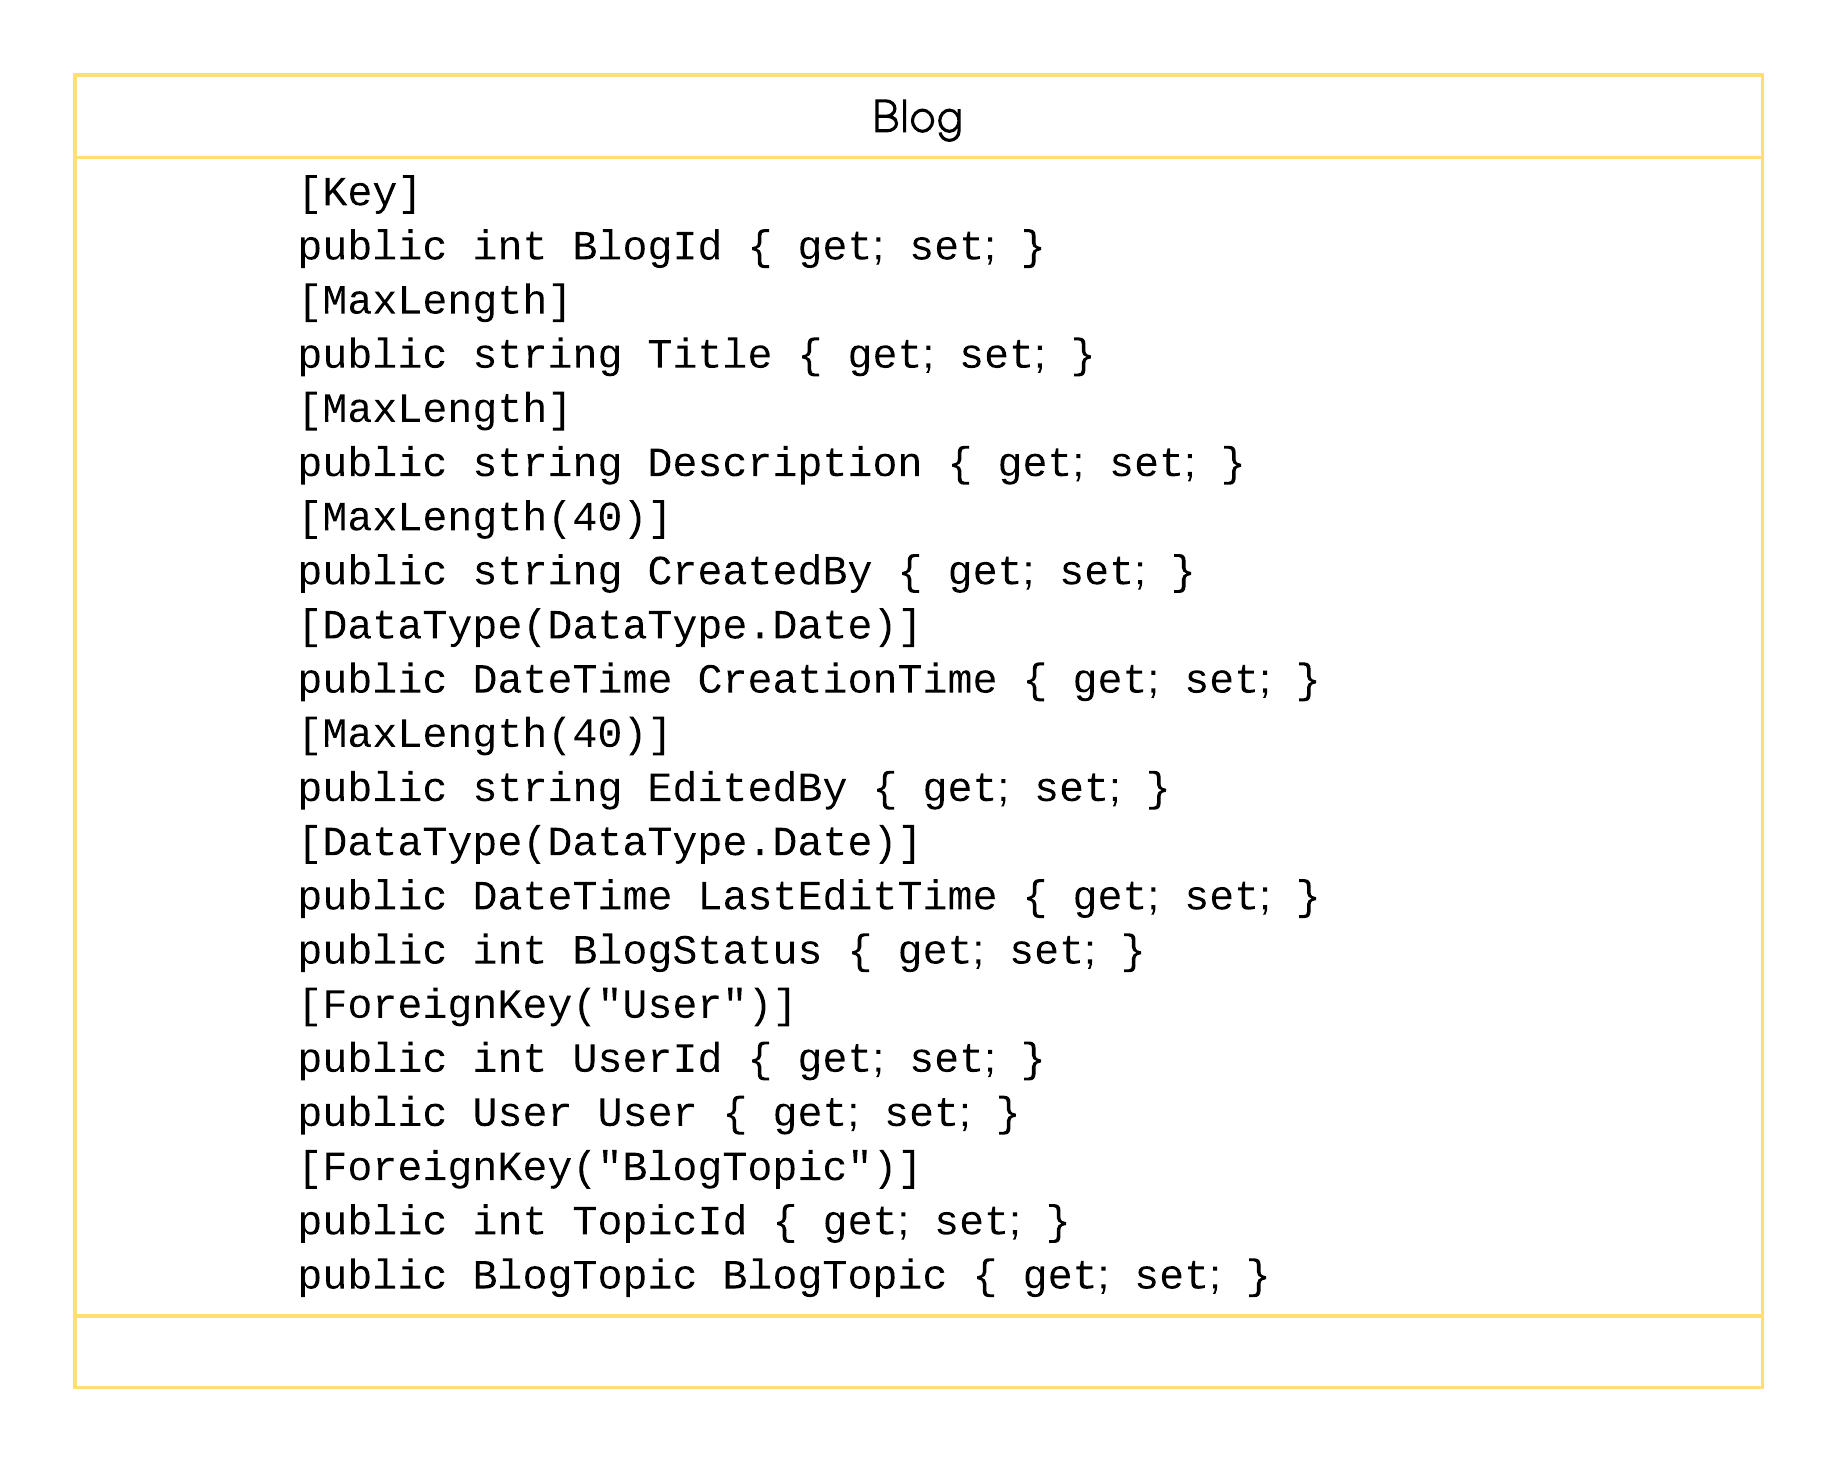 Blog
[Key]
public int BlogId { get; set; }
[MaxLength]
public string Title { get; set; }
[MaxLength]
public string Description { get; set; }
[MaxLength(40)]
public string CreatedBy { get; set; }
[DataType(DataType.Date)]
public DateTime CreationTime { get; set; }
[MaxLength(40)]
public string EditedBy { get; set; }
[DataType(DataType.Date)]
public DateTime LastEditTime { get; set; }
public int BlogStatus { get; set; }
[ForeignKey("User")]
public int UserId { get; set; }
public User User { get; set; }
[ForeignKey("BlogTopic")]
public int TopicId { get; set; }
public BlogTopic BlogTopic { get; set; }